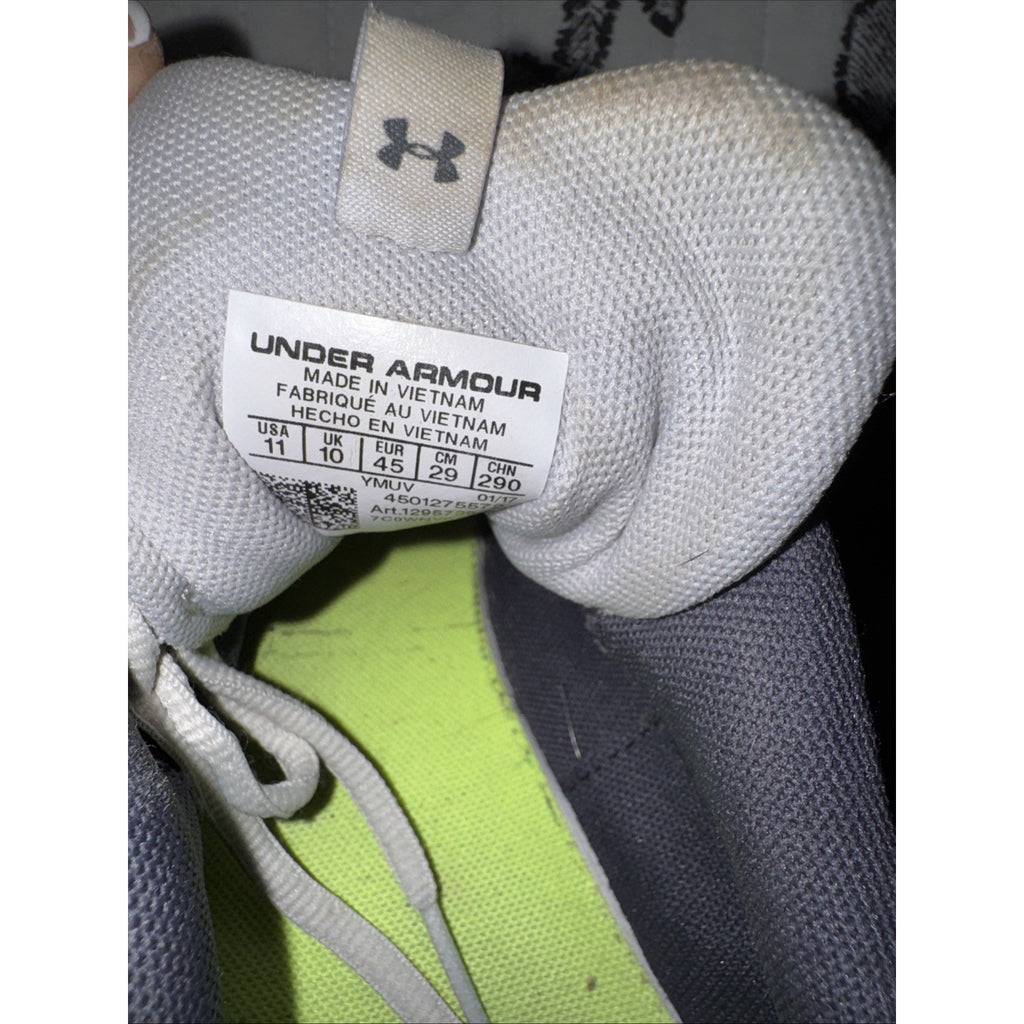 UNDER ARMOUR
MADE IN VIETNAM
FABRIQUÉ AU VIETNAM
HECHO EN VIETNAM
USA UK EUR CM CHN
11 10 45 29 290
YMUV 01/17